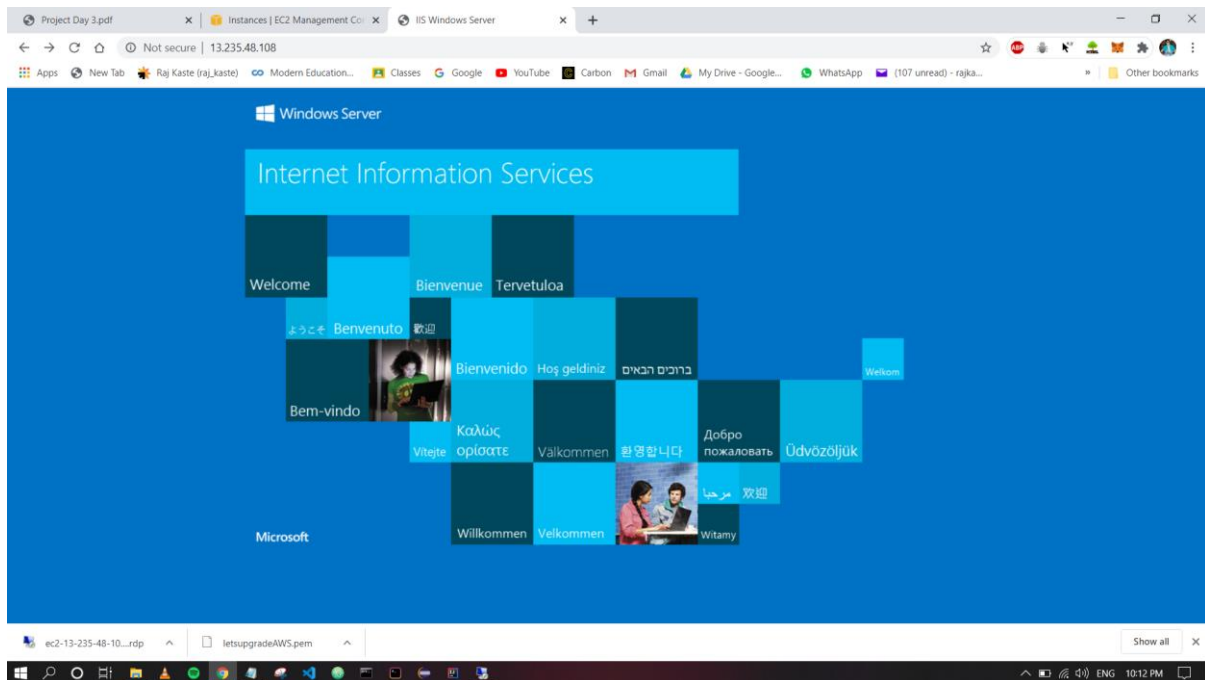 Project Day 3.pdf
Instances | EC2 Management Co
IIS Windows Server
Not secure | 13.235.48.108
Apps
New Tab
Raj Kaste (raj_kaste)
Modern Education...
Classes
Google
YouTube
Carbon
Gmail
My Drive - Google...
WhatsApp
(107 unread) - rajka...
Other bookmarks
Windows Server
Internet Information Services
Welcome
Bienvenue
Tervetuloa
ようこそ
Benvenuto
歡迎
Bienvenido
Hoş geldiniz
ברוכים הבאים
Welkom
Bem-vindo
Vítejte
Καλώς
ορίσατε
Välkommen
환영합니다
Добро
пожаловать
Üdvözöljük
Willkommen
Velkommen
مرحبا
欢迎
Witamy
Microsoft
ec2-13-235-48-10....rdp
letsupgradeAWS.pem
Show all
ENG
10:12 PM